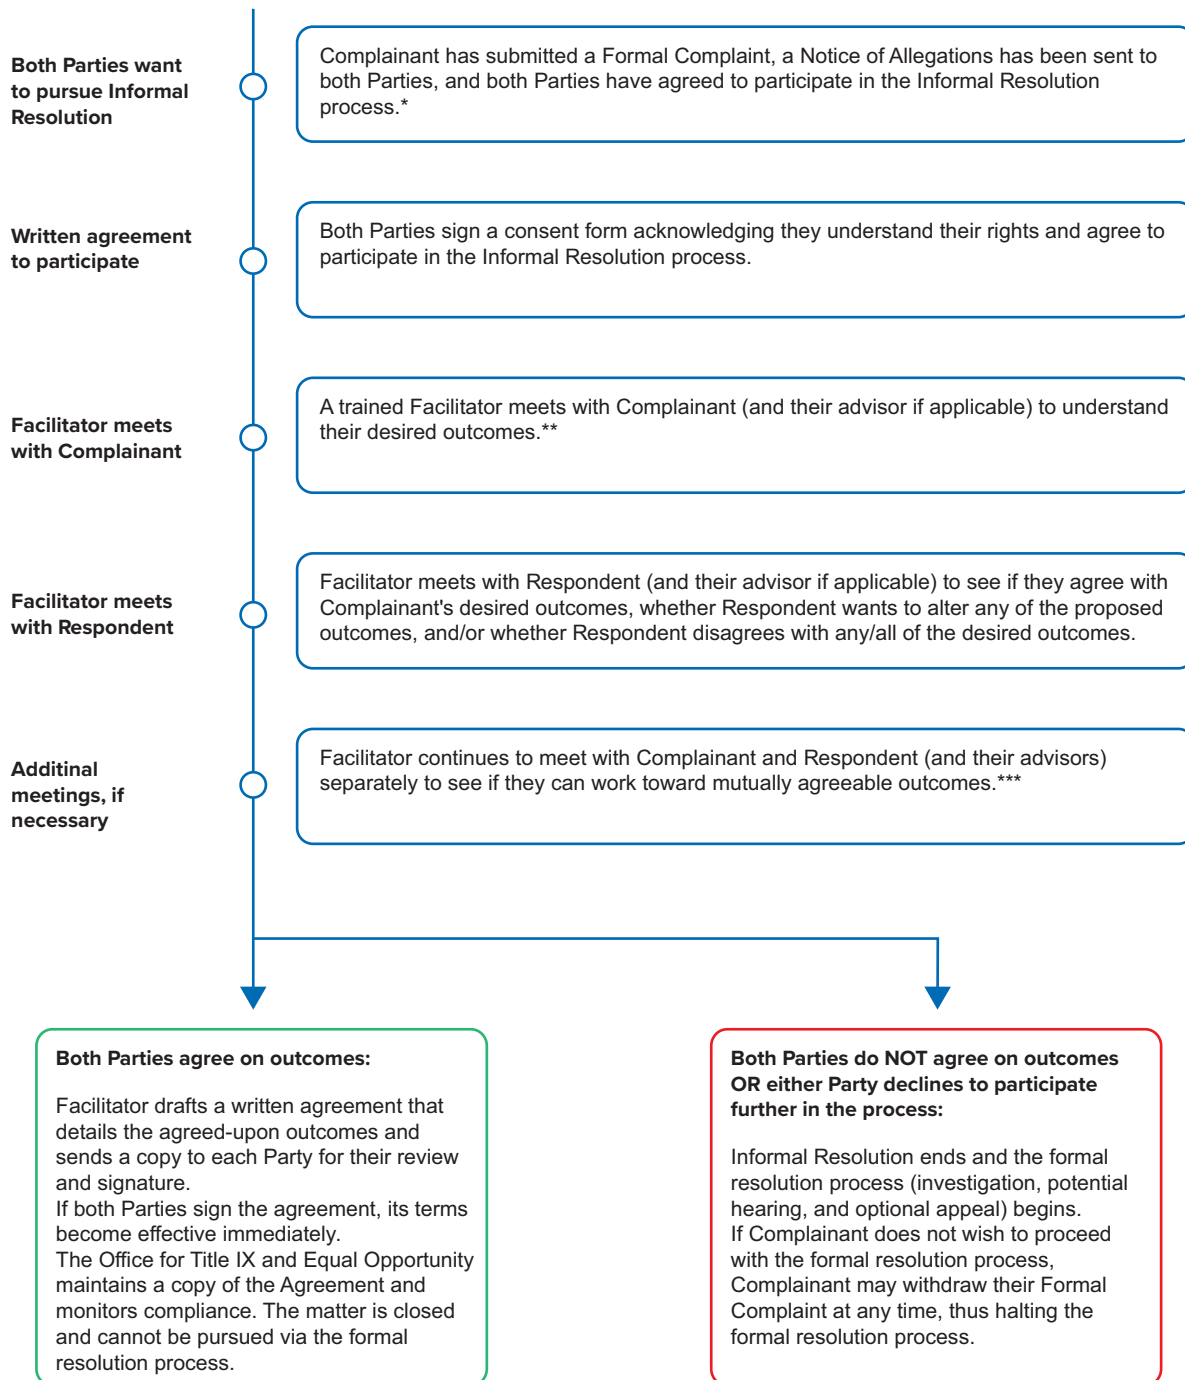 Both Parties want
to pursue Informal
Resolution
Complainant has submitted a Formal Complaint, a Notice of Allegations has been sent to
both Parties, and both Parties have agreed to participate in the Informal Resolution
process.*
Written agreement
to participate
Both Parties sign a consent form acknowledging they understand their rights and agree to
participate in the Informal Resolution process.
Facilitator meets
with Complainant
A trained Facilitator meets with Complainant (and their advisor if applicable) to understand
their desired outcomes.**
Facilitator meets
with Respondent
Facilitator meets with Respondent (and their advisor if applicable) to see if they agree with
Complainant's desired outcomes, whether Respondent wants to alter any of the proposed
outcomes, and/or whether Respondent disagrees with any/all of the desired outcomes.
Additinal
meetings, if
necessary
Facilitator continues to meet with Complainant and Respondent (and their advisors)
separately to see if they can work toward mutually agreeable outcomes.***
Both Parties agree on outcomes:
Facilitator drafts a written agreement that
details the agreed-upon outcomes and
sends a copy to each Party for their review
and signature.
If both Parties sign the agreement, its terms
become effective immediately.
The Office for Title IX and Equal Opportunity
maintains a copy of the Agreement and
monitors compliance. The matter is closed
and cannot be pursued via the formal
resolution process.
Both Parties do NOT agree on outcomes
OR either Party declines to participate
further in the process:
Informal Resolution ends and the formal
resolution process (investigation, potential
hearing, and optional appeal) begins.
If Complainant does not wish to proceed
with the formal resolution process,
Complainant may withdraw their Formal
Complaint at any time, thus halting the
formal resolution process.